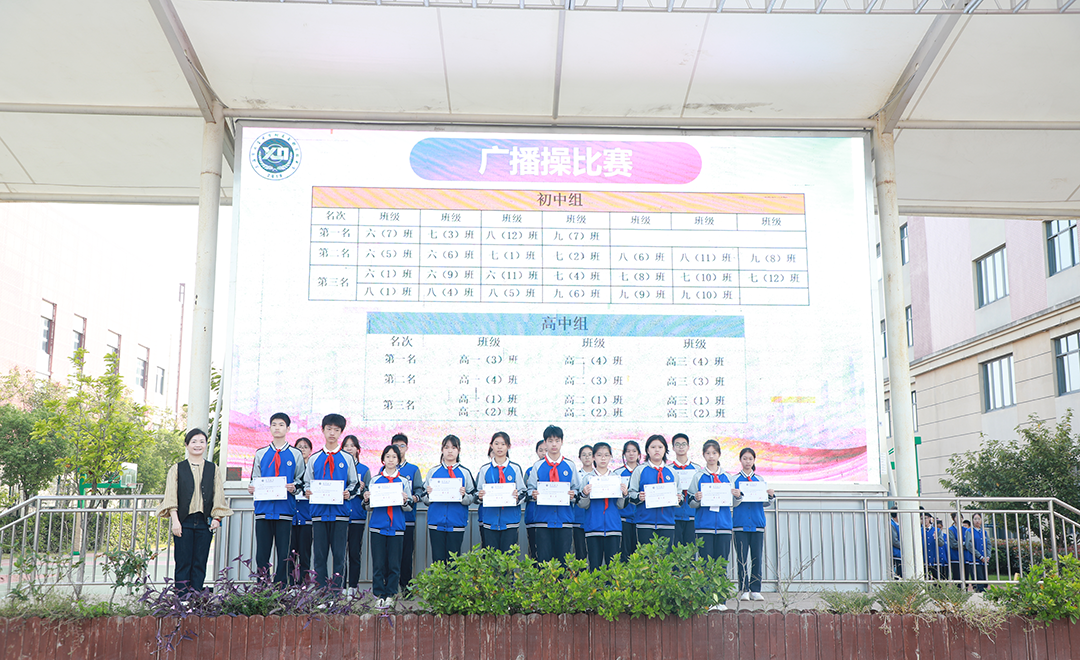 XIJ
广播操比赛
初中组
名次 班级 班级 班级 班级 班级 班级 班级
第一名 六（7）班 七（3）班 八（12）班 九（7）班
第二名 六（5）班 六（6）班 七（1）班 七（2）班 八（6）班 八（11）班 九（8）班
第三名 六（1）班 六（9）班 六（11）班 七（4）班 七（8）班 七（10）班 七（12）班
八（1）班 八（4）班 八（5）班 九（6）班 九（9）班 九（10）班
高中组
名次 班级 班级 班级
第一名 高一（3）班 高二（4）班 高三（4）班
第二名 高一（4）班 高二（3）班 高三（3）班
第三名 高一（1）班 高二（1）班 高三（1）班
高一（2）班 高二（2）班 高三（2）班